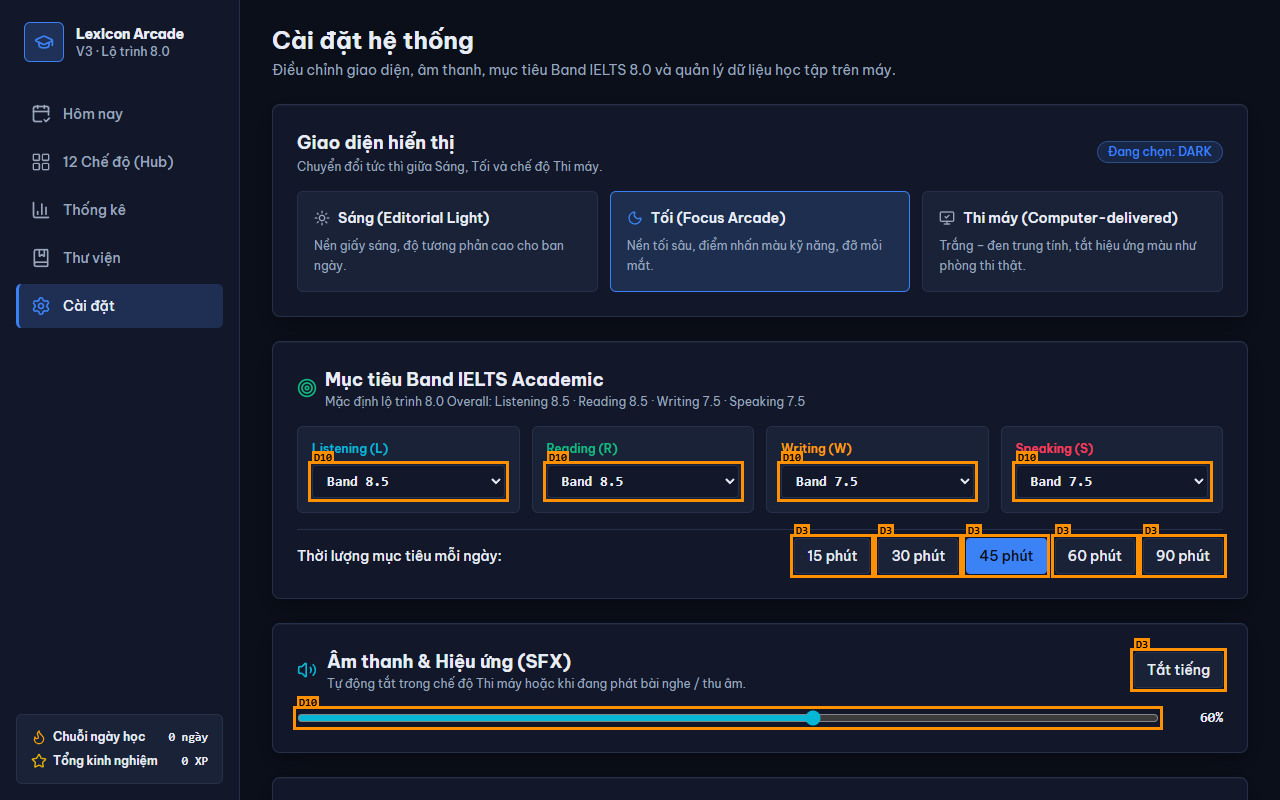 Lexicon Arcade
V3 · Lộ trình 8.0
Hôm nay
12 Chế độ (Hub)
Thống kê
Thư viện
Cài đặt
Chuỗi ngày học 0 ngày
Tổng kinh nghiệm 0 XP
Cài đặt hệ thống
Điều chỉnh giao diện, âm thanh, mục tiêu Band IELTS 8.0 và quản lý dữ liệu học tập trên máy.
Giao diện hiển thị
Chuyển đổi tức thì giữa Sáng, Tối và chế độ Thi máy.
Đang chọn: DARK
Sáng (Editorial Light)
Nền giấy sáng, độ tương phản cao cho ban
ngày.
Tối (Focus Arcade)
Nền tối sâu, điểm nhấn màu kỹ năng, đỡ mỏi
mắt.
Thi máy (Computer-delivered)
Trắng – đen trung tính, tắt hiệu ứng màu như
phòng thi thật.
Mục tiêu Band IELTS Academic
Mặc định lộ trình 8.0 Overall: Listening 8.5 · Reading 8.5 · Writing 7.5 · Speaking 7.5
Listening (L)
D10
Band 8.5
Reading (R)
D10
Band 8.5
Writing (W)
D10
Band 7.5
Speaking (S)
D10
Band 7.5
Thời lượng mục tiêu mỗi ngày:
D3 D3 D3 D3 D3
15 phút 30 phút 45 phút 60 phút 90 phút
Âm thanh & Hiệu ứng (SFX)
Tự động tắt trong chế độ Thi máy hoặc khi đang phát bài nghe / thu âm.
D3
Tắt tiếng
D10
60%